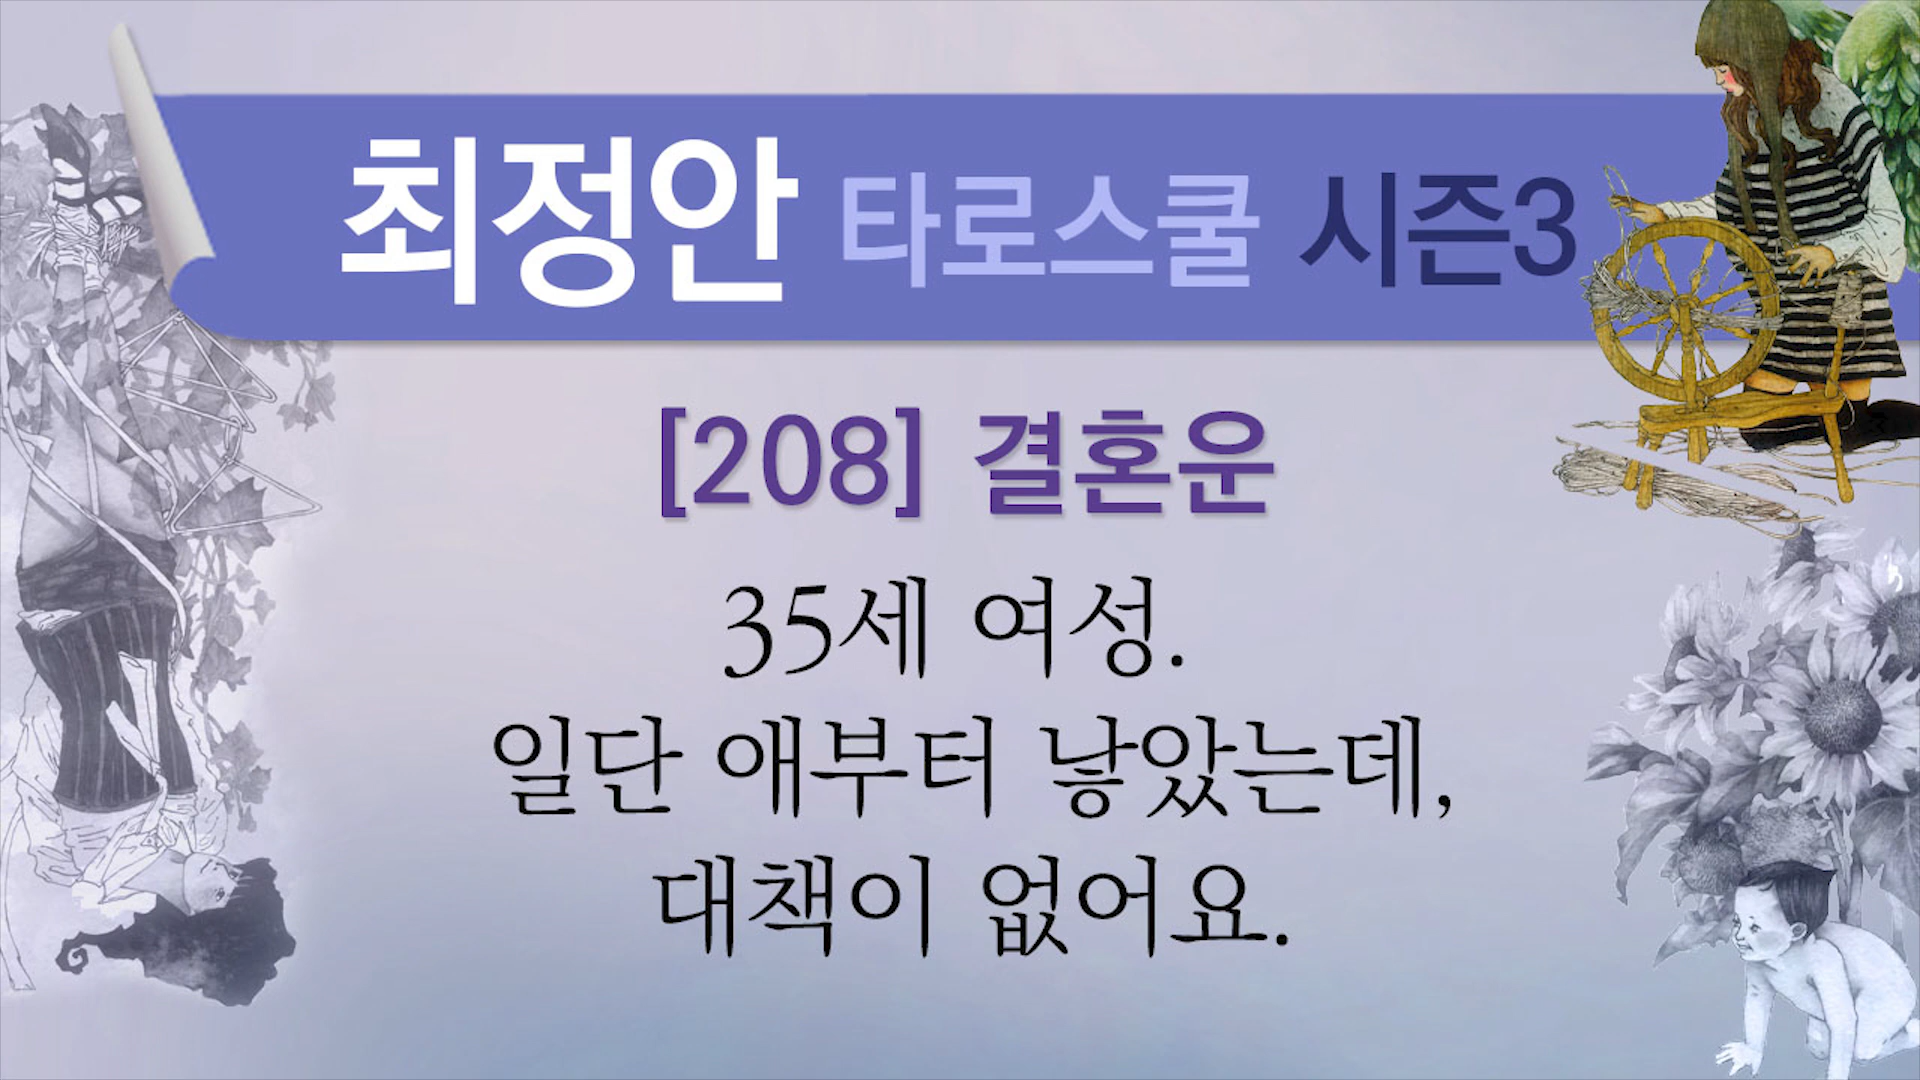 최정안 타로스쿨 시즌3
[208] 결혼운
35세 여성.
일단 애부터 낳았는데,
대책이 없어요.